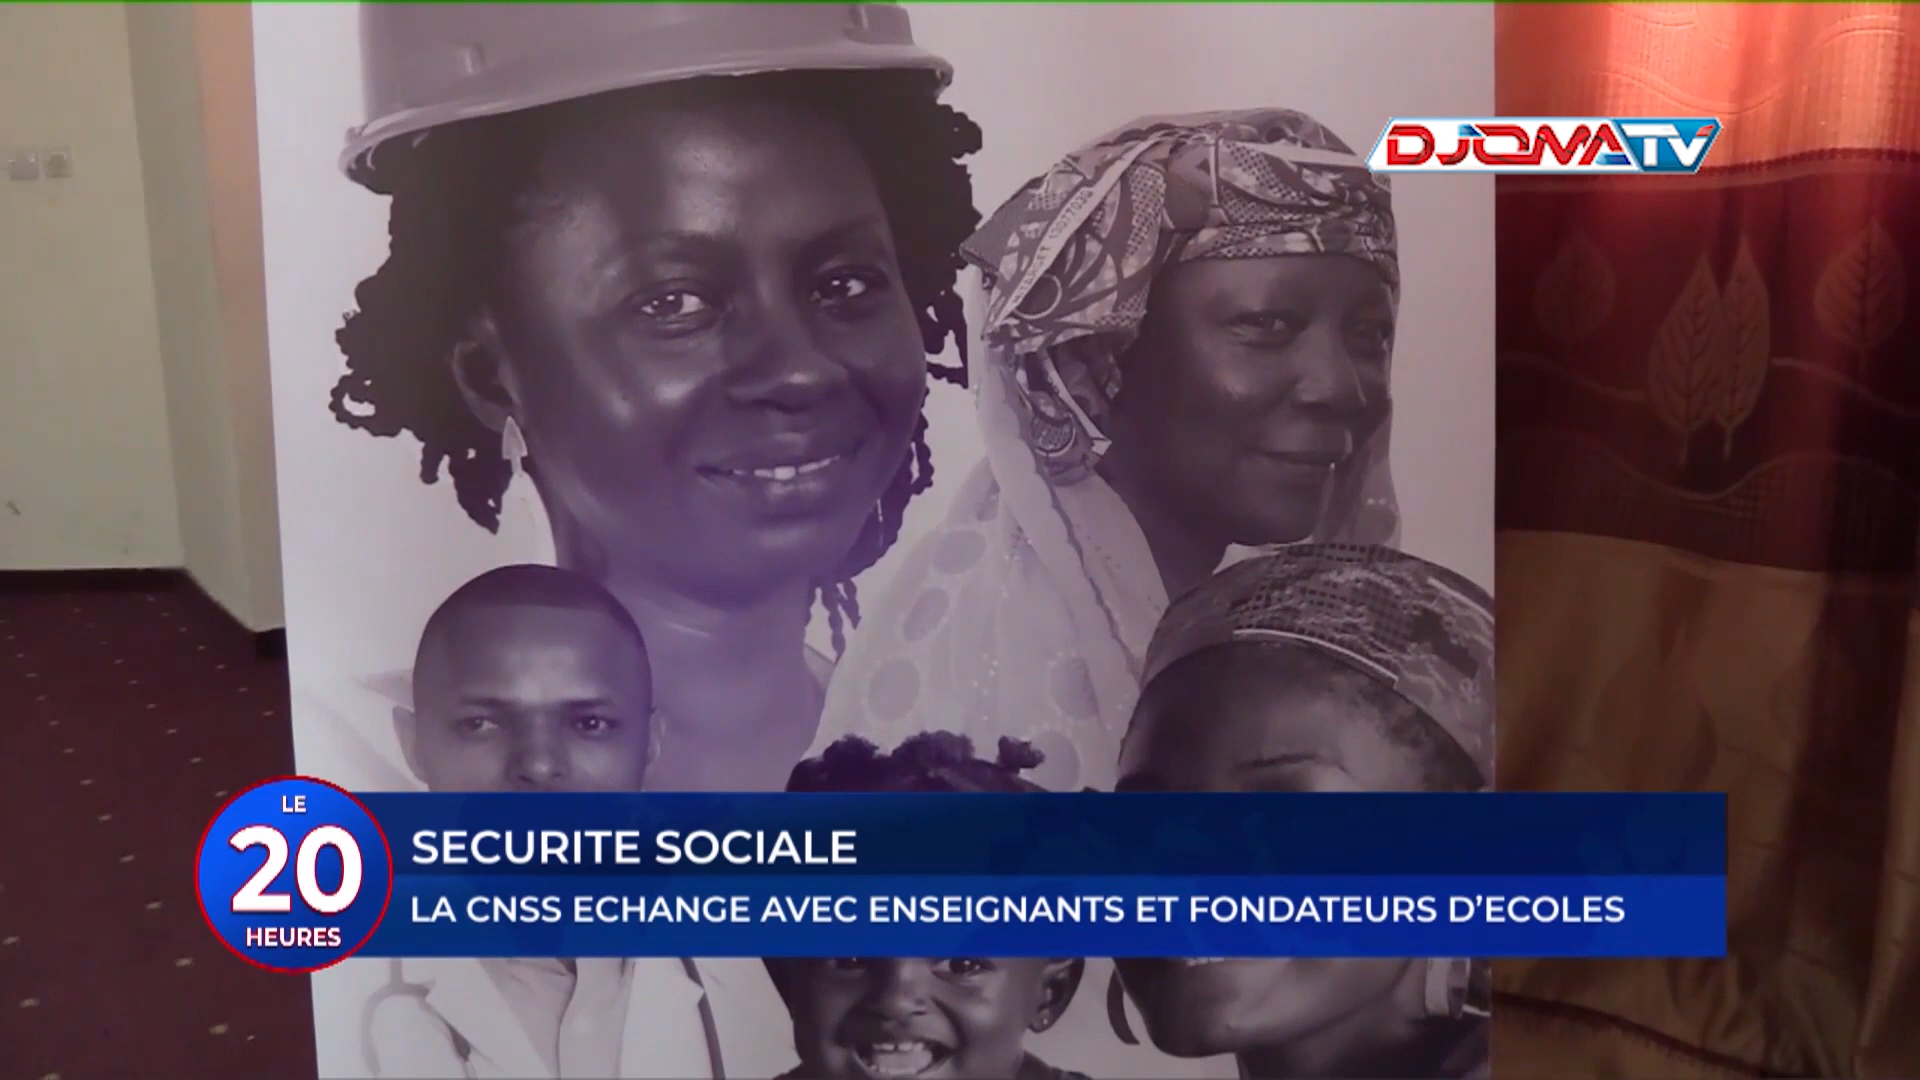 DJOMA TV
LE
20
HEURES
SECURITE SOCIALE
LA CNSS ECHANGE AVEC ENSEIGNANTS ET FONDATEURS D'ECOLES